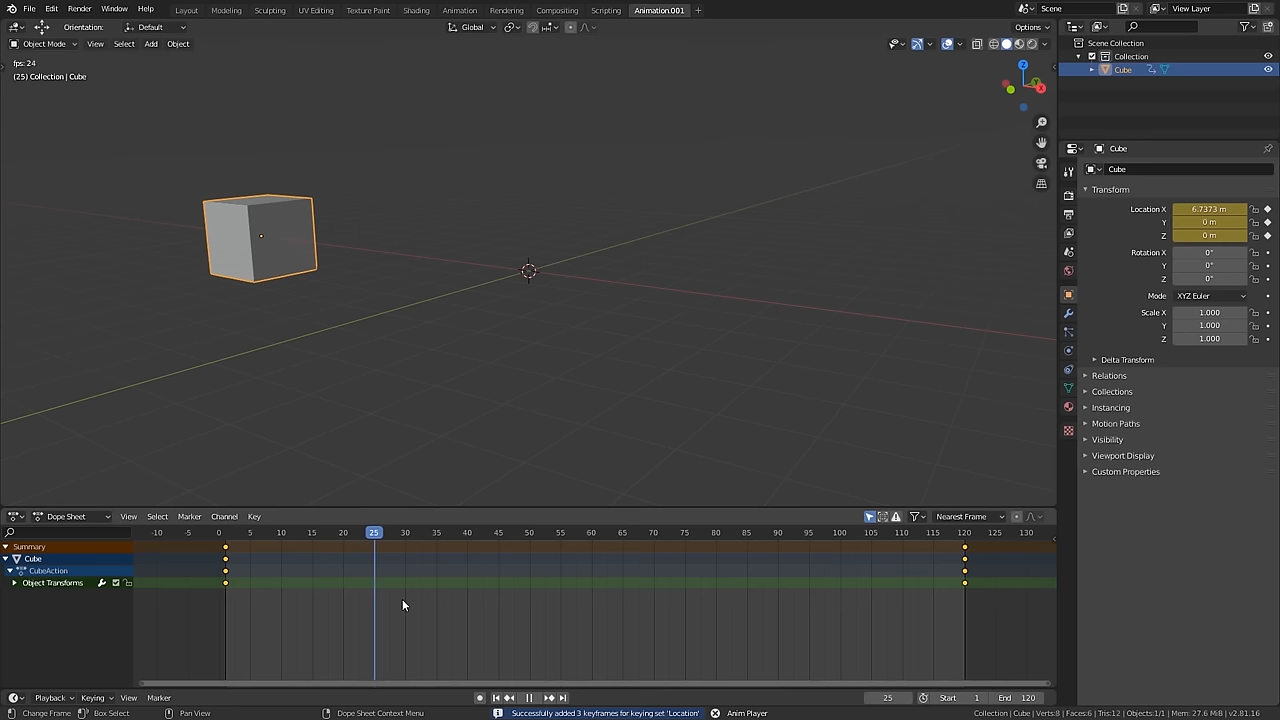 File Edit Render Window Help Layout Modeling Sculpting UV Editing Texture Paint Shading Animation Rendering Compositing Scripting Animation.001 + Scene View Layer
Orientation: Default Global Options
Object Mode View Select Add Object
Scene Collection
Collection
Cube
fps: 24
(25) Collection | Cube
Z
Y
X
Cube
Cube
Transform
Location X 6.7373 m
Y 0 m
Z 0 m
Rotation X 0°
Y 0°
Z 0°
Mode XYZ Euler
Scale X 1.000
Y 1.000
Z 1.000
Delta Transform
Relations
Collections
Instancing
Motion Paths
Visibility
Viewport Display
Custom Properties
Dope Sheet View Select Marker Channel Key Nearest Frame
-10 -5 0 5 10 15 20 25 30 35 40 45 50 55 60 65 70 75 80 85 90 95 100 105 110 115 120 125 130
Summary
Cube
CubeAction
Object Transforms
Playback Keying View Marker 25 Start 1 End 120
Change Frame Box Select Pan View Dope Sheet Context Menu Successfully added 3 keyframes for keying set 'Location' Anim Player Collection | Cube | Verts:8 | Faces:6 | Tris:12 | Objects:1/1 | Mem: 27.6 MiB | v2.81.16